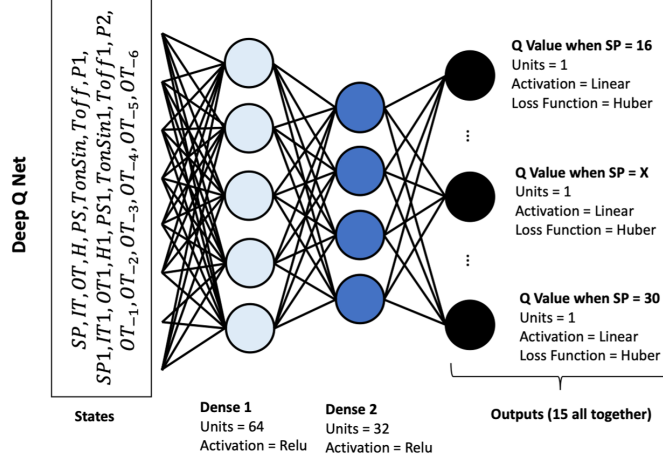 Deep Q Net
SP, IT, OT, H, PS, TonSin, Toff, P1,
SP1, IT1, OT1, H1, PS1, TonSin1, Toff1, P2,
OT₋₁, OT₋₂, OT₋₃, OT₋₄, OT₋₅, OT₋₆
States
Dense 1
Units = 64
Activation = Relu
Dense 2
Units = 32
Activation = Relu
Q Value when SP = 16
Units = 1
Activation = Linear
Loss Function = Huber
...
Q Value when SP = X
Units = 1
Activation = Linear
Loss Function = Huber
...
Q Value when SP = 30
Units = 1
Activation = Linear
Loss Function = Huber
Outputs (15 all together)